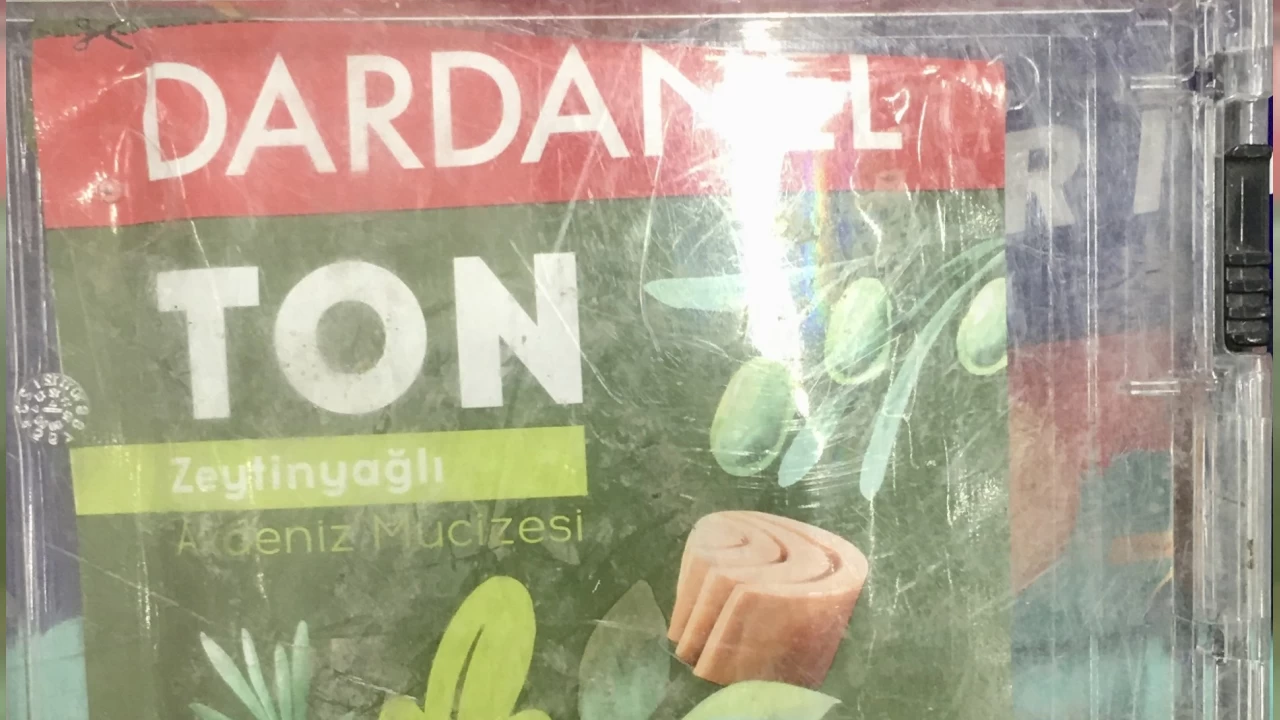 DARDANEL
TON
Zeytinyağlı
Akdeniz Mucizesi